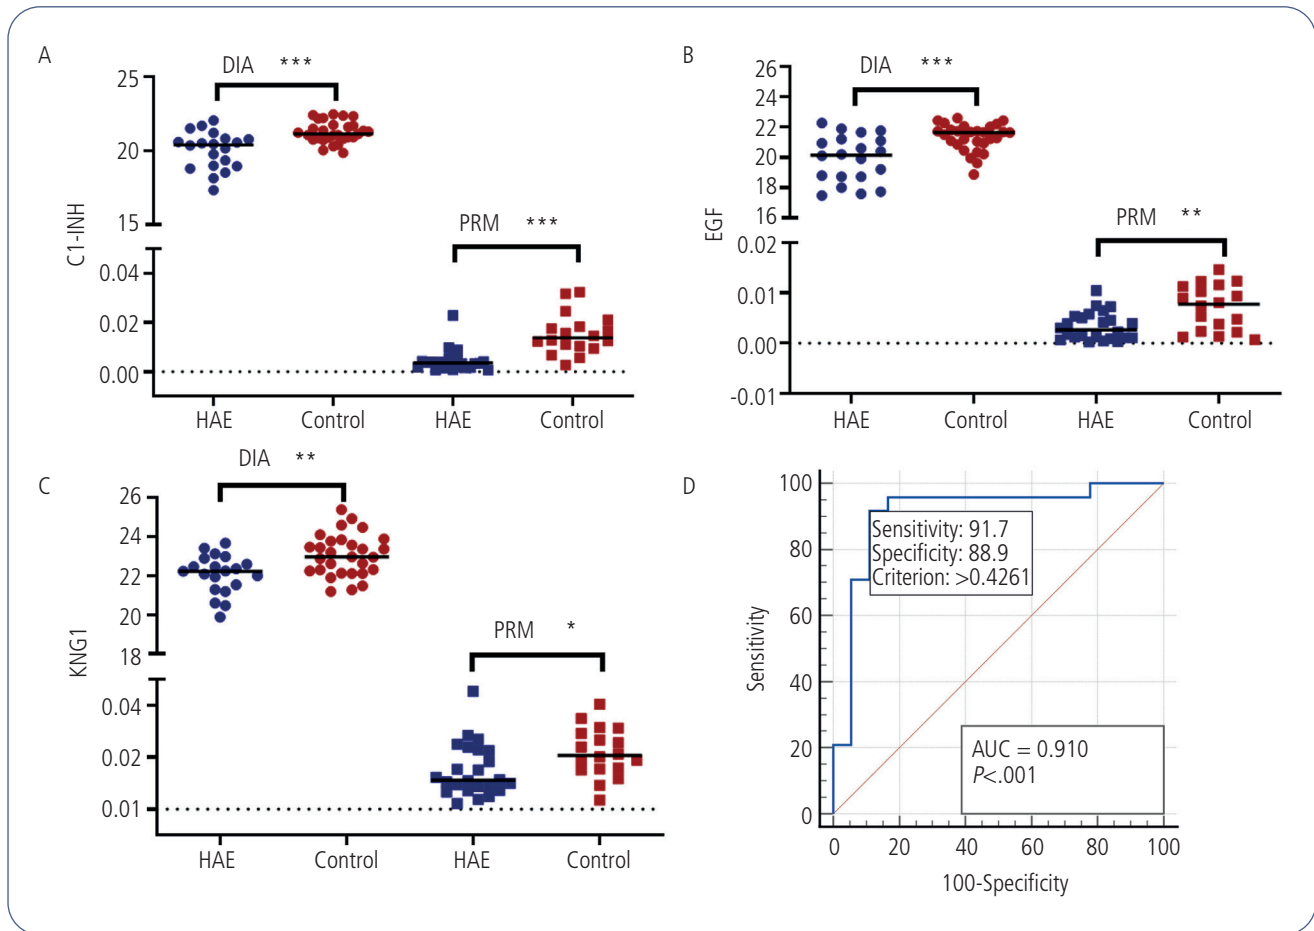 A
DIA ***
25
20
15
C1-INH
PRM ***
0.04
0.02
0.00
HAE Control HAE Control
B
DIA ***
26
24
22
20
18
16
EGF
PRM **
0.02
0.01
0.00
-0.01
HAE Control HAE Control
C
DIA **
26
24
22
20
18
KNG1
PRM *
0.04
0.02
0.01
HAE Control HAE Control
D
100
80
60
40
20
0
Sensitivity
Sensitivity: 91.7
Specificity: 88.9
Criterion: >0.4261
AUC = 0.910
P<.001
0 20 40 60 80 100
100-Specificity